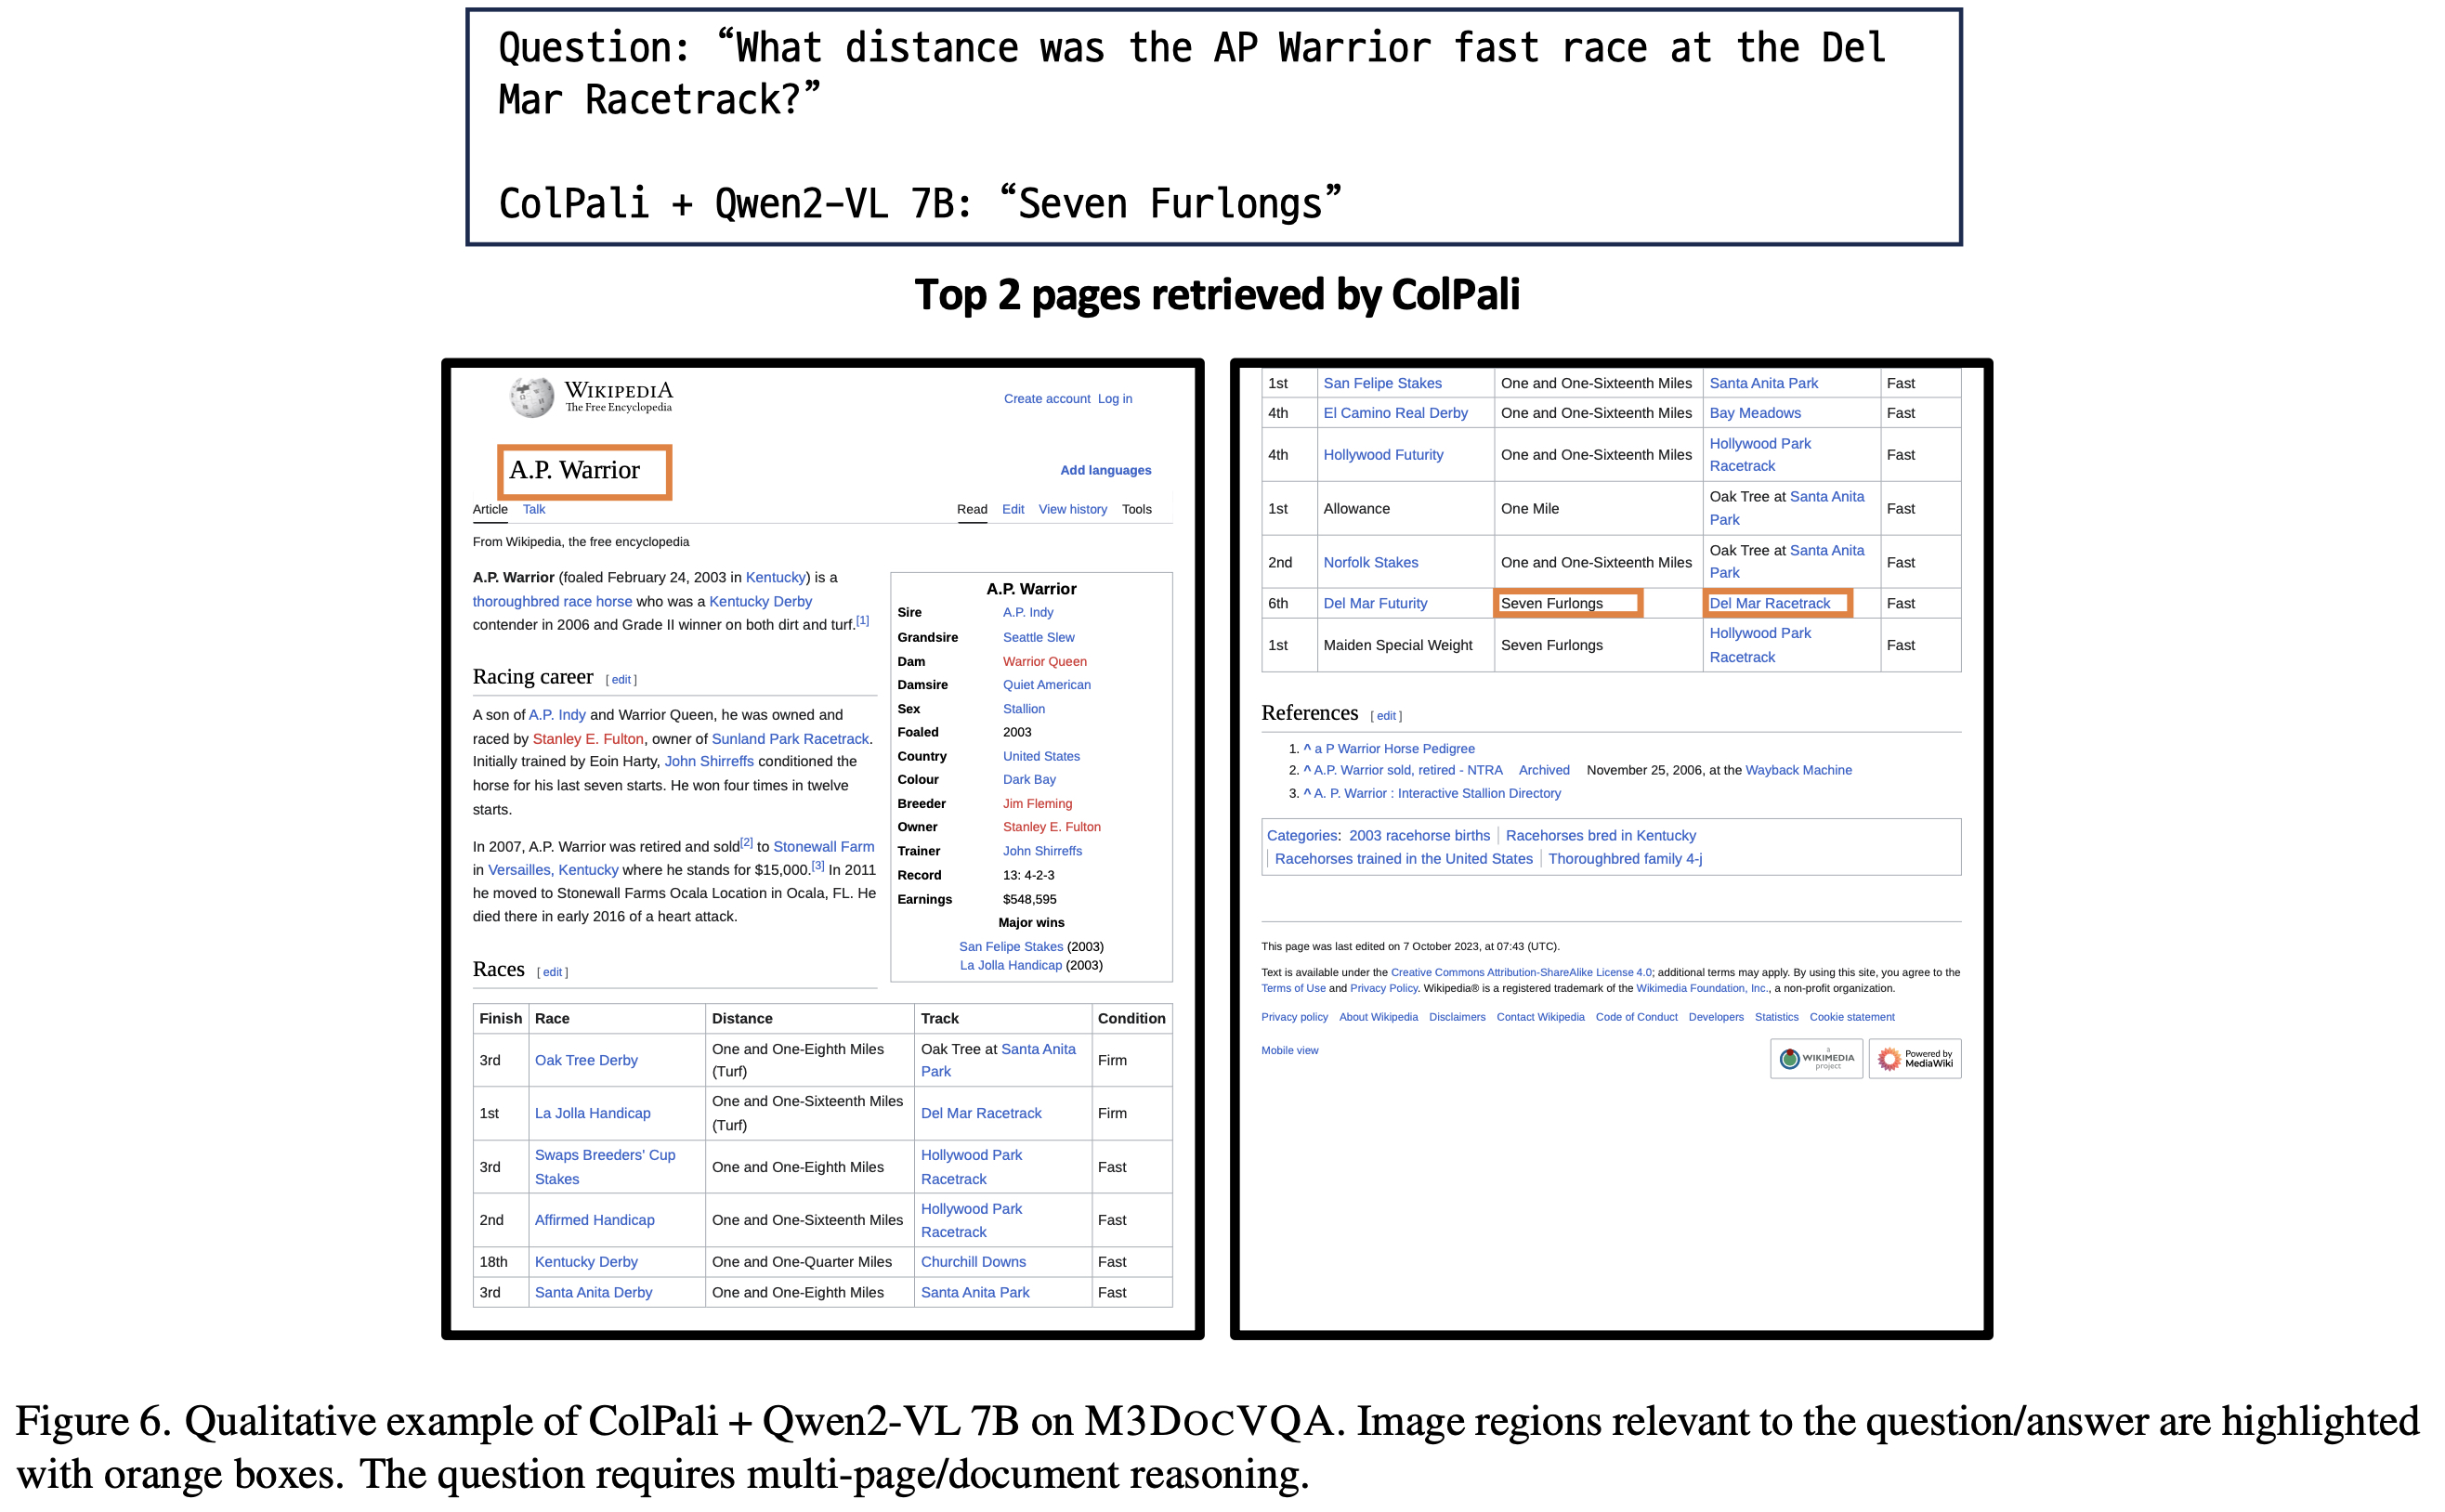 Question: “What distance was the AP Warrior fast race at the Del
Mar Racetrack?”
ColPali + Qwen2-VL 7B: “Seven Furlongs”
Top 2 pages retrieved by ColPali
WIKIPEDIA
The Free Encyclopedia
Create account Log in
A.P. Warrior
Add languages
Article Talk
Read Edit View history Tools
From Wikipedia, the free encyclopedia
A.P. Warrior (foaled February 24, 2003 in Kentucky) is a
thoroughbred race horse who was a Kentucky Derby
contender in 2006 and Grade II winner on both dirt and turf.[1]
Racing career [ edit ]
A son of A.P. Indy and Warrior Queen, he was owned and
raced by Stanley E. Fulton, owner of Sunland Park Racetrack.
Initially trained by Eoin Harty, John Shirreffs conditioned the
horse for his last seven starts. He won four times in twelve
starts.
In 2007, A.P. Warrior was retired and sold[2] to Stonewall Farm
in Versailles, Kentucky where he stands for $15,000.[3] In 2011
he moved to Stonewall Farms Ocala Location in Ocala, FL. He
died there in early 2016 of a heart attack.
A.P. Warrior
Sire A.P. Indy
Grandsire Seattle Slew
Dam Warrior Queen
Damsire Quiet American
Sex Stallion
Foaled 2003
Country United States
Colour Dark Bay
Breeder Jim Fleming
Owner Stanley E. Fulton
Trainer John Shirreffs
Record 13: 4-2-3
Earnings $548,595
Major wins
San Felipe Stakes (2003)
La Jolla Handicap (2003)
Races [ edit ]
Finish Race Distance Track Condition
3rd Oak Tree Derby One and One-Eighth Miles (Turf) Oak Tree at Santa Anita Park Firm
1st La Jolla Handicap One and One-Sixteenth Miles (Turf) Del Mar Racetrack Firm
3rd Swaps Breeders' Cup Stakes One and One-Eighth Miles Hollywood Park Racetrack Fast
2nd Affirmed Handicap One and One-Sixteenth Miles Hollywood Park Racetrack Fast
18th Kentucky Derby One and One-Quarter Miles Churchill Downs Fast
3rd Santa Anita Derby One and One-Eighth Miles Santa Anita Park Fast
1st San Felipe Stakes One and One-Sixteenth Miles Santa Anita Park Fast
4th El Camino Real Derby One and One-Sixteenth Miles Bay Meadows Fast
4th Hollywood Futurity One and One-Sixteenth Miles Hollywood Park Racetrack Fast
1st Allowance One Mile Oak Tree at Santa Anita Park Fast
2nd Norfolk Stakes One and One-Sixteenth Miles Oak Tree at Santa Anita Park Fast
6th Del Mar Futurity Seven Furlongs Del Mar Racetrack Fast
1st Maiden Special Weight Seven Furlongs Hollywood Park Racetrack Fast
References [ edit ]
1. ^ a P Warrior Horse Pedigree
2. ^ A.P. Warrior sold, retired - NTRA Archived November 25, 2006, at the Wayback Machine
3. ^ A. P. Warrior : Interactive Stallion Directory
Categories: 2003 racehorse births | Racehorses bred in Kentucky
| Racehorses trained in the United States | Thoroughbred family 4-j
This page was last edited on 7 October 2023, at 07:43 (UTC).
Text is available under the Creative Commons Attribution-ShareAlike License 4.0; additional terms may apply. By using this site, you agree to the
Terms of Use and Privacy Policy. Wikipedia® is a registered trademark of the Wikimedia Foundation, Inc., a non-profit organization.
Privacy policy About Wikipedia Disclaimers Contact Wikipedia Code of Conduct Developers Statistics Cookie statement
Mobile view
a
WIKIMEDIA
project
Powered by
MediaWiki
Figure 6. Qualitative example of ColPali + Qwen2-VL 7B on M3DOCVQA. Image regions relevant to the question/answer are highlighted
with orange boxes. The question requires multi-page/document reasoning.